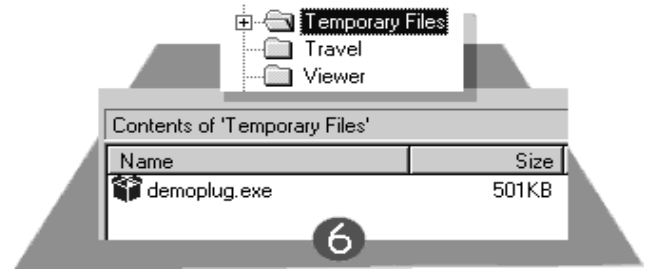 Temporary Files
Travel
Viewer
Contents of 'Temporary Files'
Name Size
demoplug.exe 501KB
6